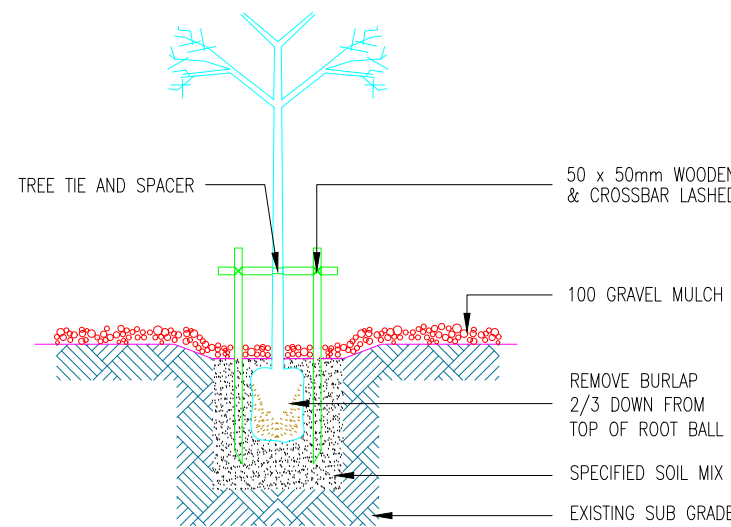 TREE TIE AND SPACER
50 x 50mm WOODEN
& CROSSBAR LASHED
100 GRAVEL MULCH
REMOVE BURLAP
2/3 DOWN FROM
TOP OF ROOT BALL
SPECIFIED SOIL MIX
EXISTING SUB GRADE